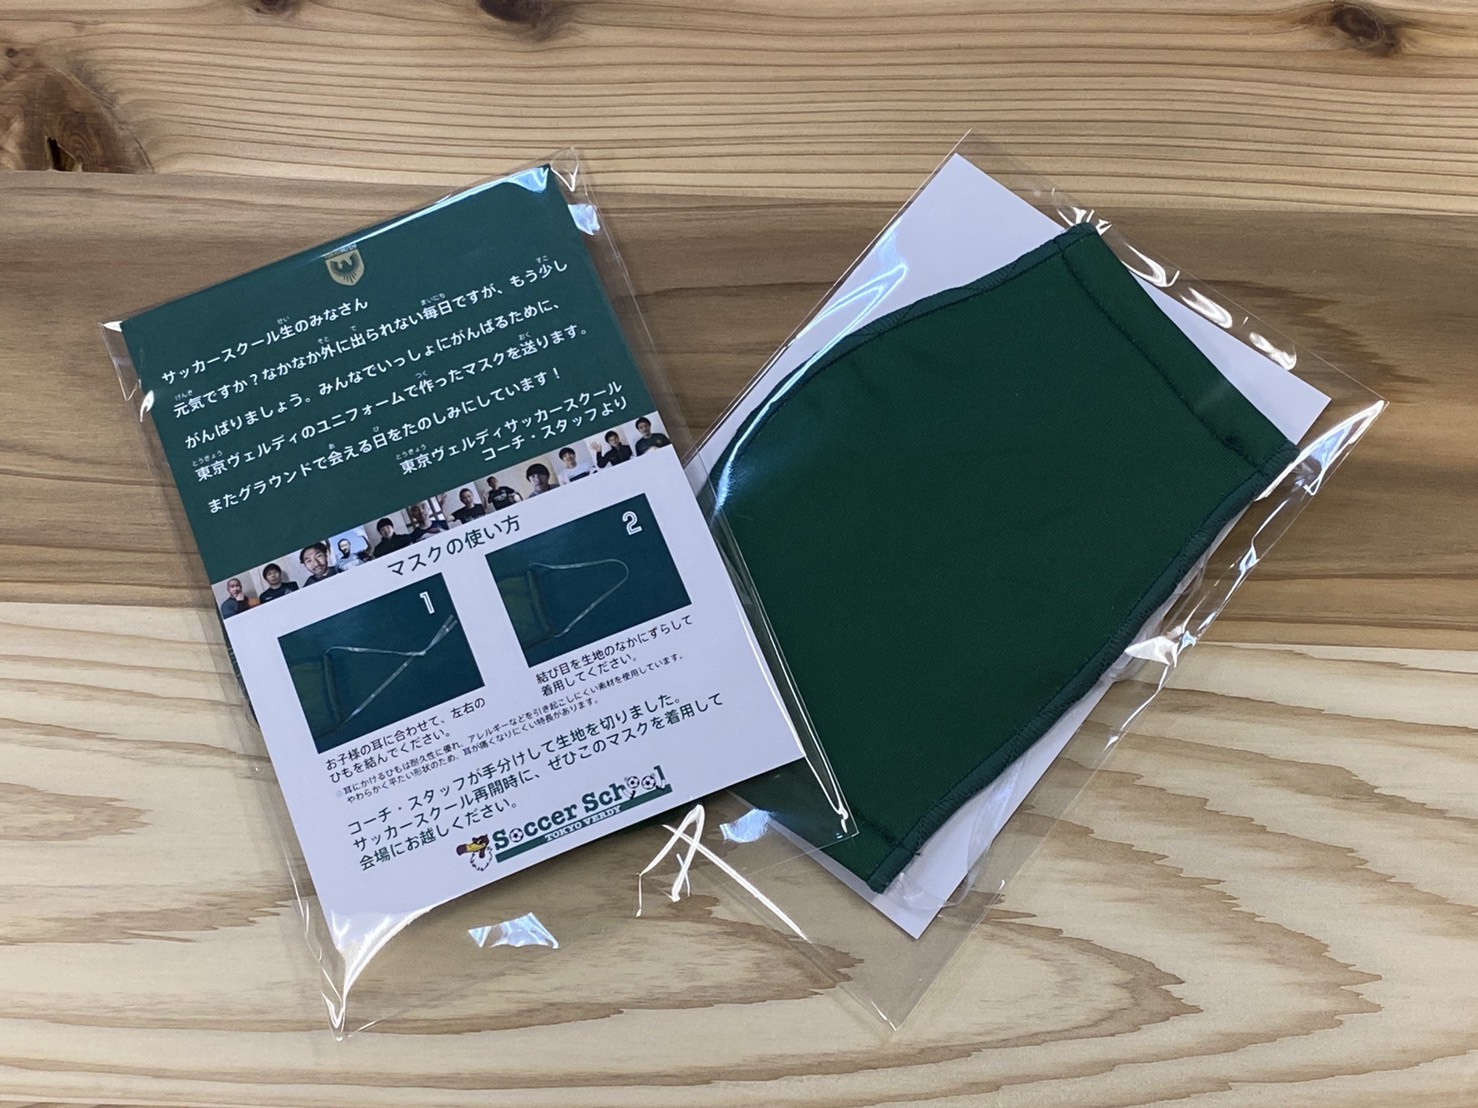 サッカースクール生のみなさん
元気ですか？なかなか外に出られない毎日ですが、もう少し
がんばりましょう。みんなでいっしょにがんばるために、
東京ヴェルディのユニフォームで作ったマスクを送ります。
またグラウンドで会える日をたのしみにしています！
東京ヴェルディサッカースクール
コーチ・スタッフより
マスクの使い方
1
2
お子様の耳に合わせて、左右の
ひもを結んでください。
結び目を生地のなかにずらして
着用してください。
※耳にかけるひもは耐久性に優れ、アレルギーなどを引き起こしにくい素材を使用しています。
やわらかく平たい形状のため、耳が痛くなりにくい特長があります。
コーチ・スタッフが手分けして生地を切りました。
サッカースクール再開時に、ぜひこのマスクを着用して
会場にお越しください。
Soccer School
TOKYO VERDY